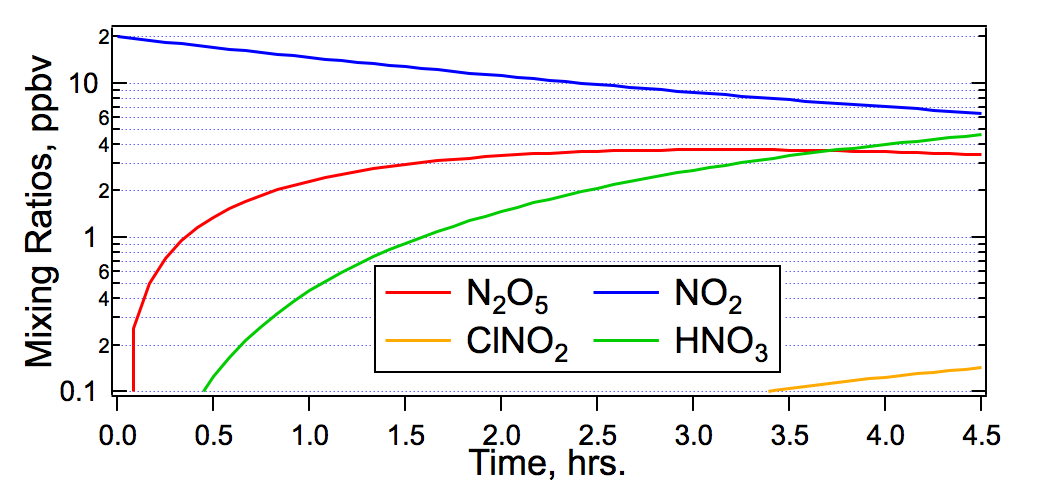 Mixing Ratios, ppbv
2
10
6
4
2
1
6
4
2
0.1
N₂O₅ NO₂
ClNO₂ HNO₃
0.0 0.5 1.0 1.5 2.0 2.5 3.0 3.5 4.0 4.5
Time, hrs.